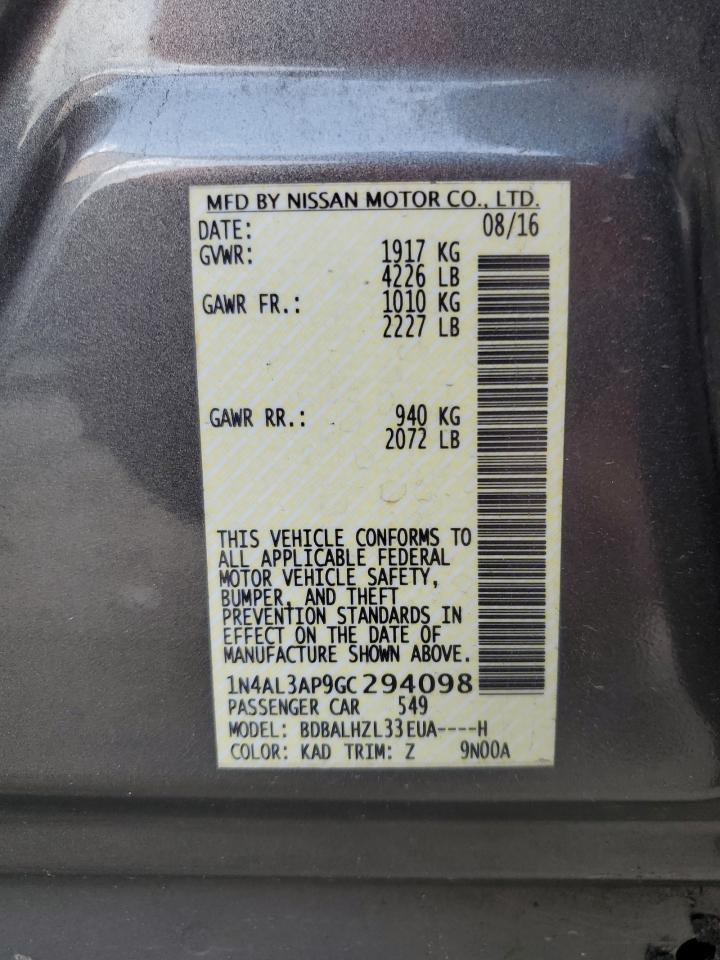 MFD BY NISSAN MOTOR CO., LTD.
DATE: 08/16
GVWR: 1917 KG
4226 LB
GAWR FR.: 1010 KG
2227 LB
GAWR RR.: 940 KG
2072 LB
THIS VEHICLE CONFORMS TO
ALL APPLICABLE FEDERAL
MOTOR VEHICLE SAFETY,
BUMPER, AND THEFT
PREVENTION STANDARDS IN
EFFECT ON THE DATE OF
MANUFACTURE SHOWN ABOVE.
1N4AL3AP9GC294098
PASSENGER CAR 549
MODEL: BDBALHZL33EUA----H
COLOR: KAD TRIM: Z 9N00A